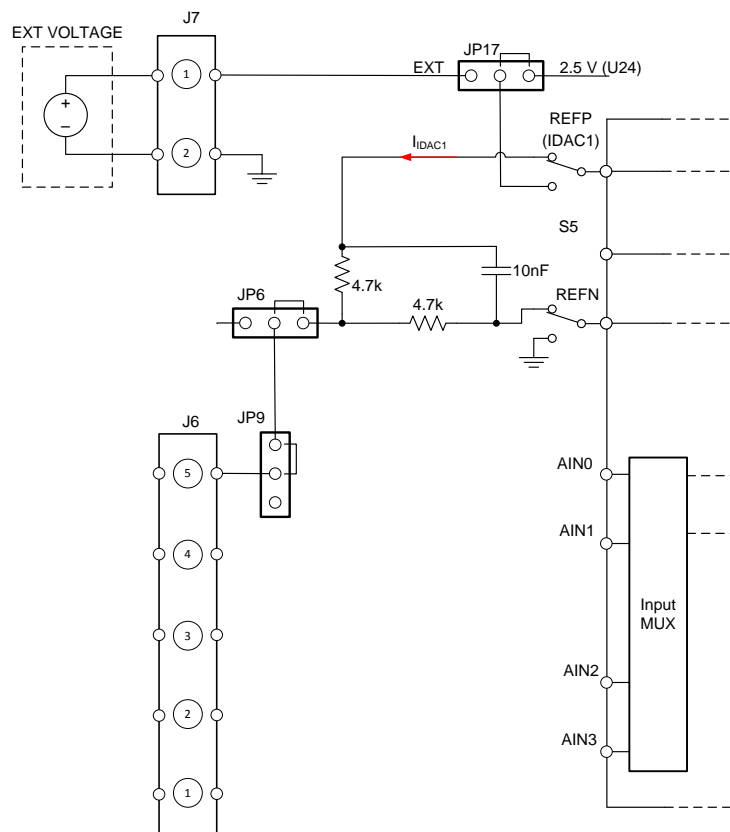 J7
EXT VOLTAGE
1
2
+
–
JP17
EXT
2.5 V (U24)
REFP
(IDAC1)
IIDAC1
S5
4.7k
10nF
4.7k
REFN
JP6
JP9
J6
5
4
3
2
1
AIN0
AIN1
Input
MUX
AIN2
AIN3